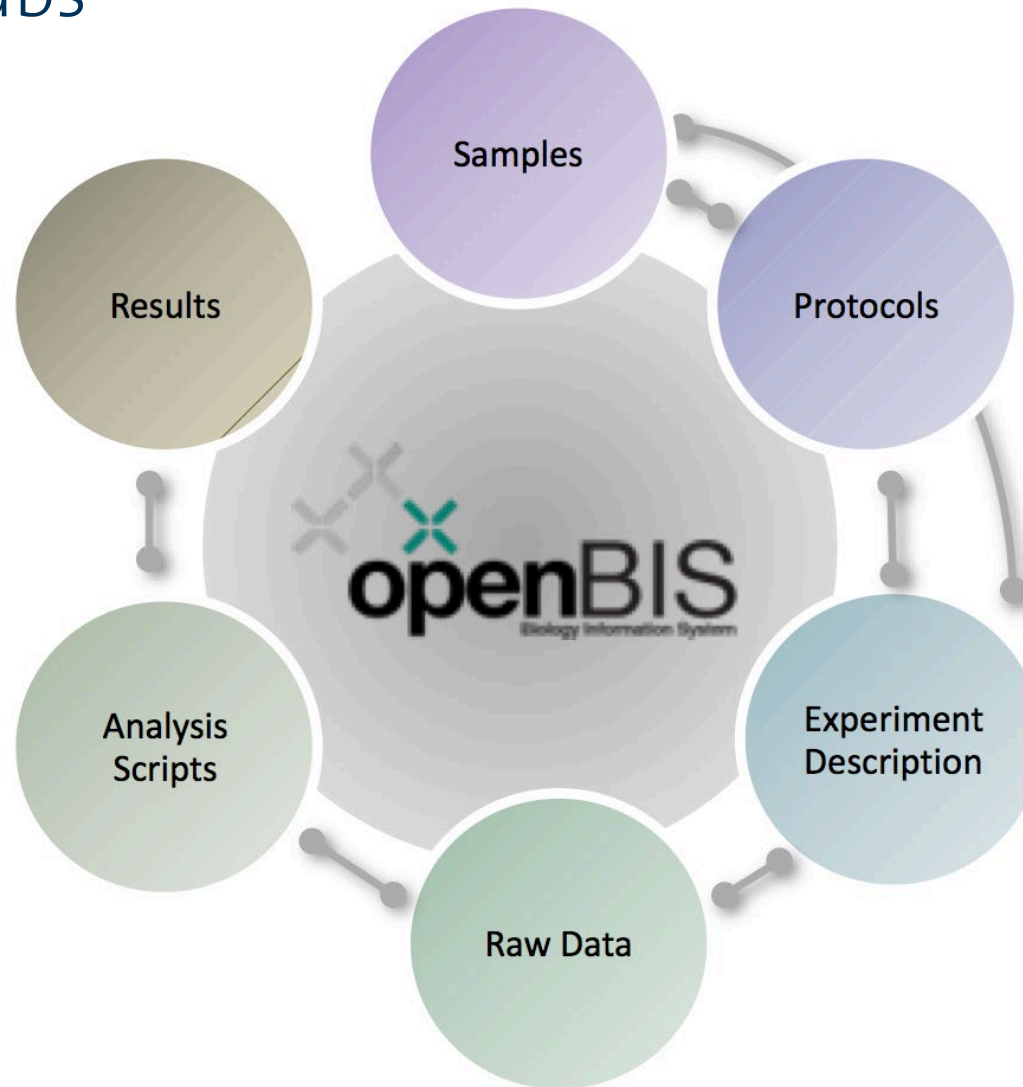 Samples
Results
Protocols
openBIS
Biology Information System
Analysis
Scripts
Experiment
Description
Raw Data